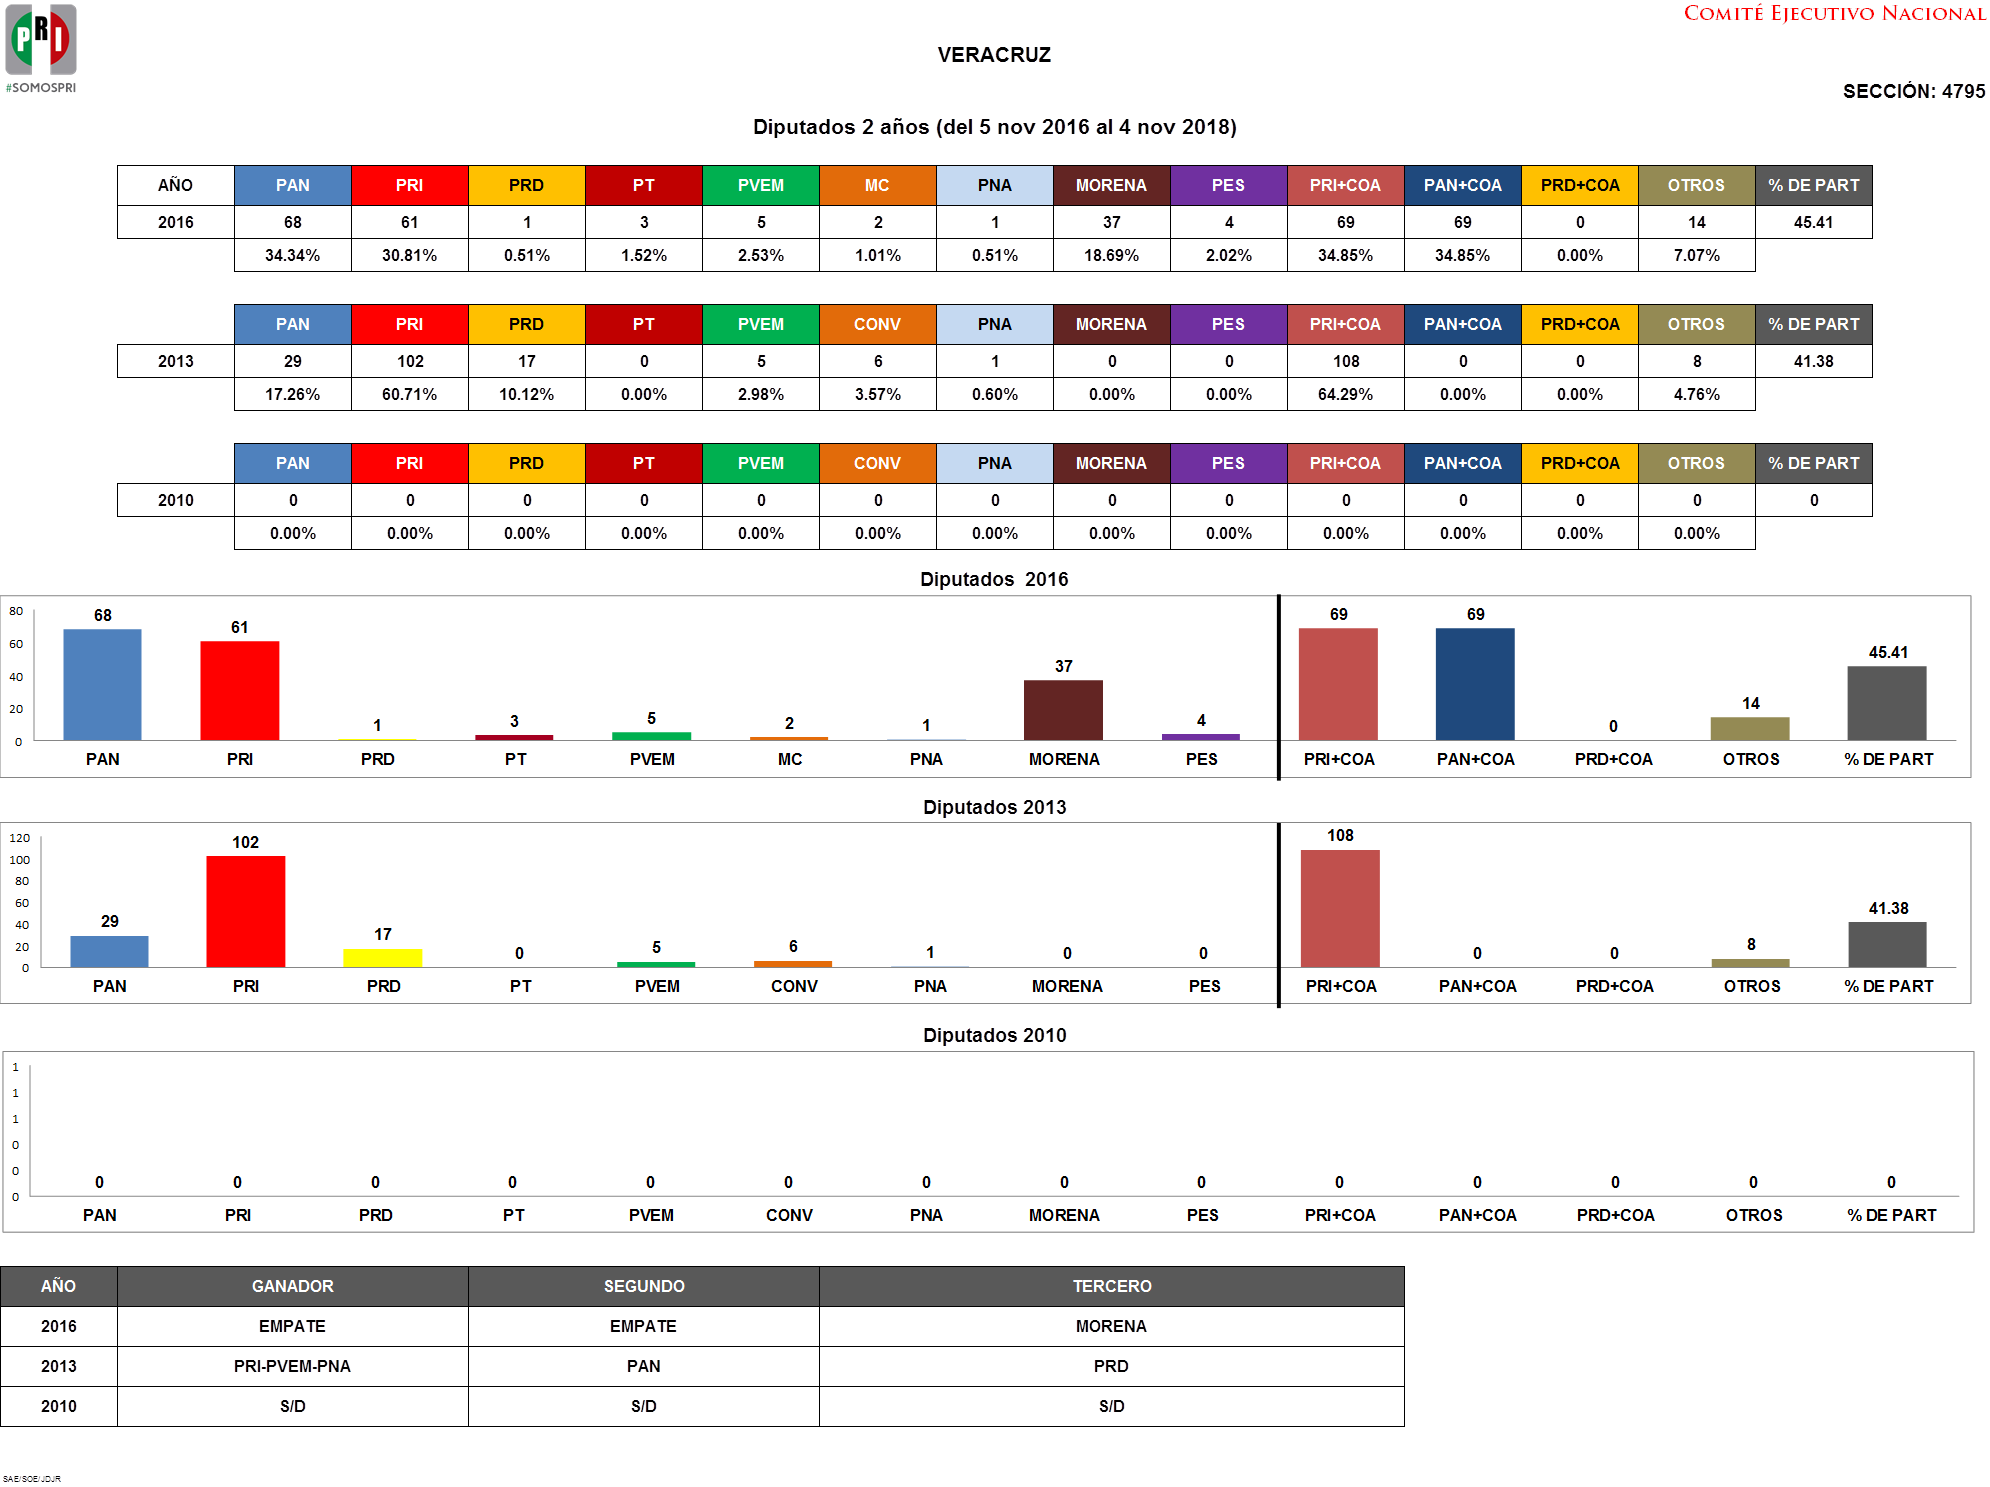 PRI
#SOMOSPRI
COMITÉ EJECUTIVO NACIONAL
VERACRUZ
SECCIÓN: 4795
Diputados 2 años (del 5 nov 2016 al 4 nov 2018)
AÑO PAN PRI PRD PT PVEM MC PNA MORENA PES PRI+COA PAN+COA PRD+COA OTROS % DE PART
2016 68 61 1 3 5 2 1 37 4 69 69 0 14 45.41
34.34% 30.81% 0.51% 1.52% 2.53% 1.01% 0.51% 18.69% 2.02% 34.85% 34.85% 0.00% 7.07%
PAN PRI PRD PT PVEM CONV PNA MORENA PES PRI+COA PAN+COA PRD+COA OTROS % DE PART
2013 29 102 17 0 5 6 1 0 0 108 0 0 8 41.38
17.26% 60.71% 10.12% 0.00% 2.98% 3.57% 0.60% 0.00% 0.00% 64.29% 0.00% 0.00% 4.76%
PAN PRI PRD PT PVEM CONV PNA MORENA PES PRI+COA PAN+COA PRD+COA OTROS % DE PART
2010 0 0 0 0 0 0 0 0 0 0 0 0 0 0
0.00% 0.00% 0.00% 0.00% 0.00% 0.00% 0.00% 0.00% 0.00% 0.00% 0.00% 0.00% 0.00%
Diputados 2016
80
60
40
20
0
68 61 1 3 5 2 1 37 4 69 69 0 14 45.41
PAN PRI PRD PT PVEM MC PNA MORENA PES PRI+COA PAN+COA PRD+COA OTROS % DE PART
Diputados 2013
120
100
80
60
40
20
0
29 102 17 0 5 6 1 0 0 108 0 0 8 41.38
PAN PRI PRD PT PVEM CONV PNA MORENA PES PRI+COA PAN+COA PRD+COA OTROS % DE PART
Diputados 2010
1
1
1
0
0
0
0 0 0 0 0 0 0 0 0 0 0 0 0 0
PAN PRI PRD PT PVEM CONV PNA MORENA PES PRI+COA PAN+COA PRD+COA OTROS % DE PART
AÑO GANADOR SEGUNDO TERCERO
2016 EMPATE EMPATE MORENA
2013 PRI-PVEM-PNA PAN PRD
2010 S/D S/D S/D
SAE/SOE/JDJR